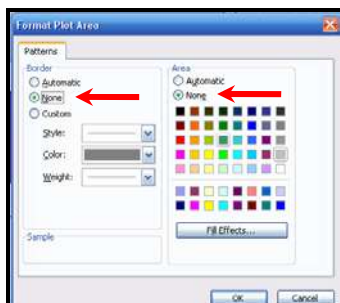 Format Plot Area
Patterns
Border
Automatic
None
Custom
Style:
Color:
Weight:
Sample
Area
Automatic
None
Fill Effects...
OK
Cancel